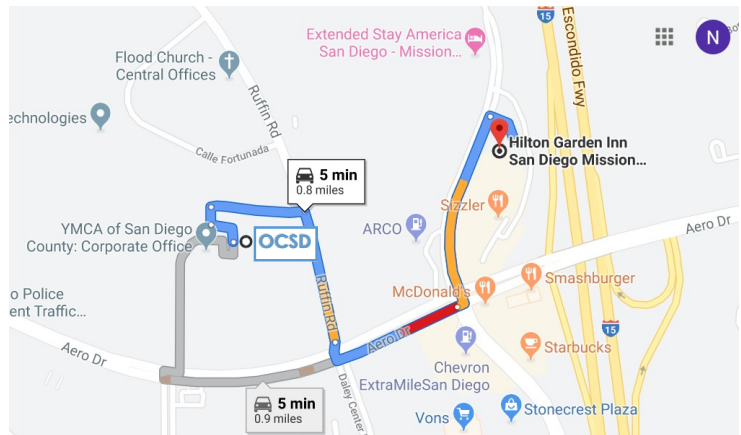 Extended Stay America
San Diego - Mission...
15
Escondido Fwy
N
Flood Church -
Central Offices
echnologies
Ruffin Rd
Calle Fortunada
Hilton Garden Inn
San Diego Mission...
5 min
0.8 miles
Sizzler
YMCA of San Diego
County: Corporate Office
OCSD
ARCO
Aero Dr
Ruffin Rd
McDonald's
Smashburger
o Police
ent Traffic...
Aero Dr
15
Aero Dr
Starbucks
Chevron
ExtraMileSan Diego
5 min
0.9 miles
Daley Center
Vons
Stonecrest Plaza